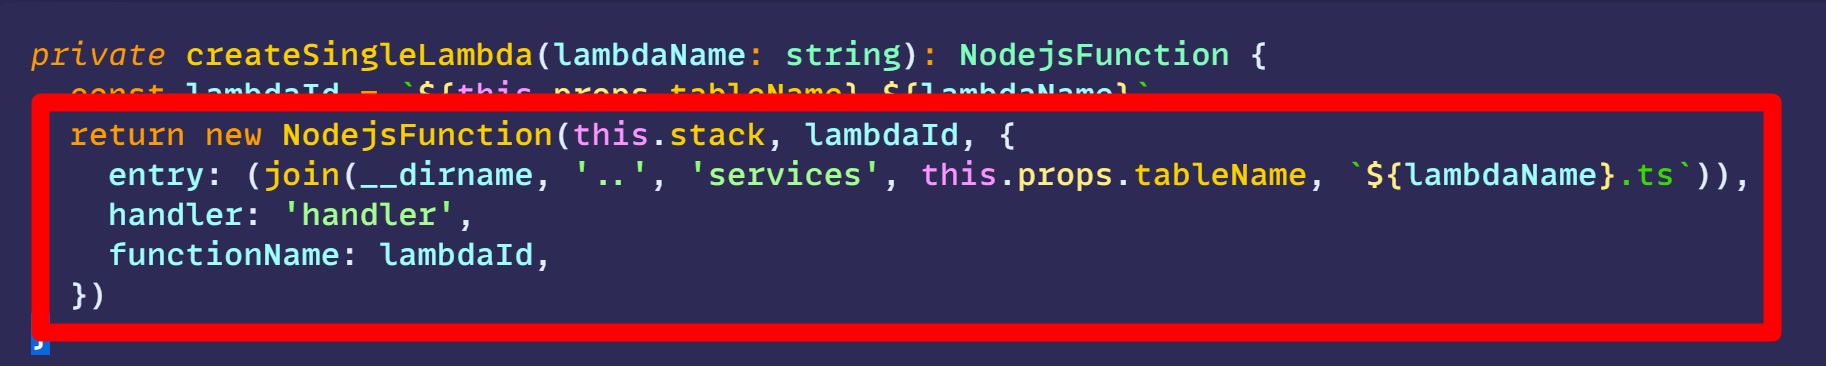 private createSingleLambda(lambdaName: string): NodejsFunction {
const lambdaId = `${this.props.tableName}-${lambdaName}`
return new NodejsFunction(this.stack, lambdaId, {
entry: (join(__dirname, '..', 'services', this.props.tableName, `${lambdaName}.ts`)),
handler: 'handler',
functionName: lambdaId,
})
}